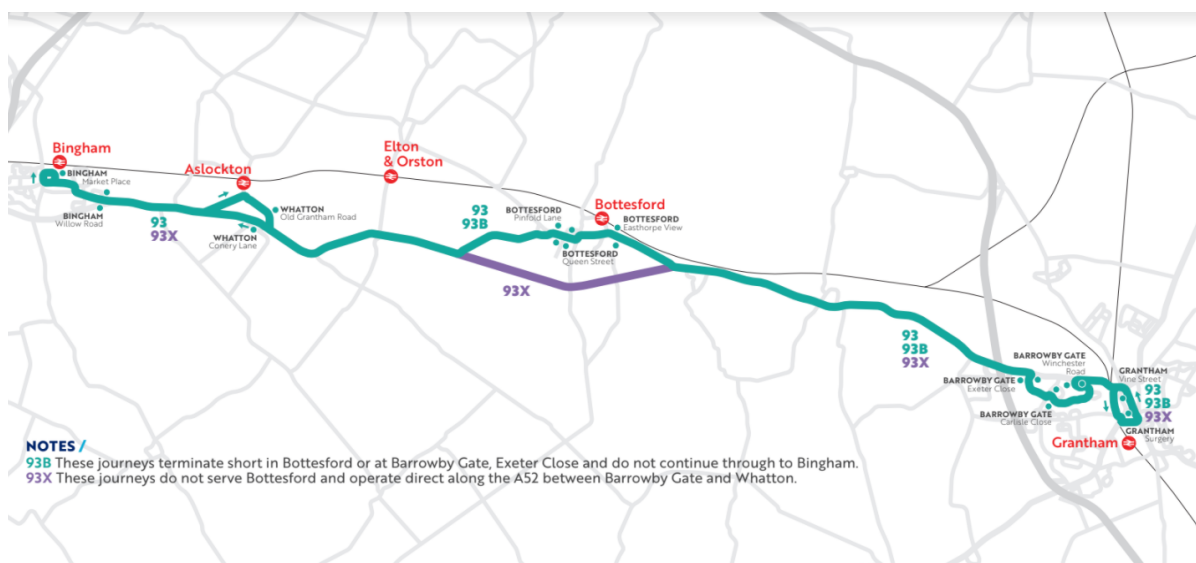 Bingham
BINGHAM
Market Place
BINGHAM
Willow Road
93
93X
Aslockton
WHATTON
Old Grantham Road
WHATTON
Conery Lane
Elton
& Orston
93
93B
BOTTESFORD
Pinfold Lane
Bottesford
BOTTESFORD
Easthorpe View
BOTTESFORD
Queen Street
93X
93
93B
93X
BARROWBY GATE
Winchester
Road
BARROWBY GATE
Exeter Close
BARROWBY GATE
Carlisle Close
GRANTHAM
Vine Street
93
93B
93X
GRANTHAM
Surgery
Grantham
NOTES /
93B These journeys terminate short in Bottesford or at Barrowby Gate, Exeter Close and do not continue through to Bingham.
93X These journeys do not serve Bottesford and operate direct along the A52 between Barrowby Gate and Whatton.